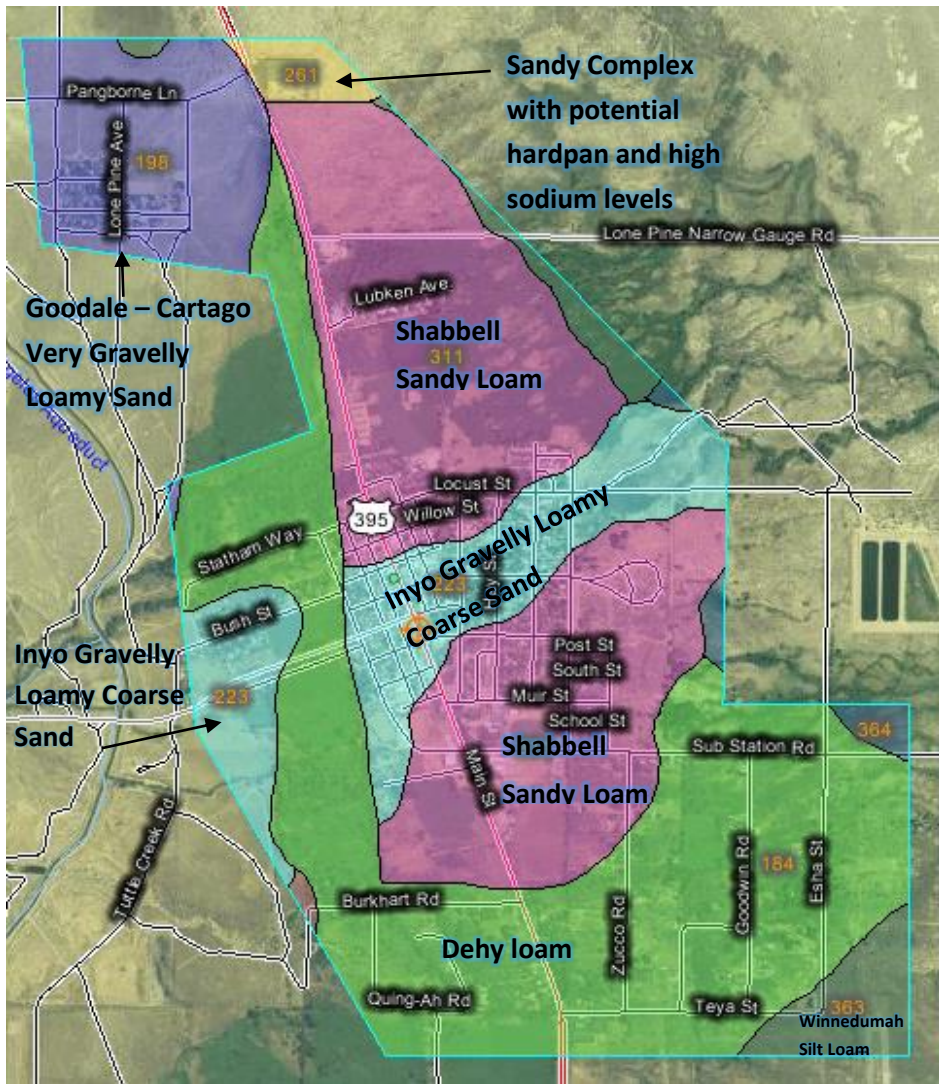 261
Sandy Complex
with potential
hardpan and high
sodium levels
Pangborne Ln
198
Lone Pine Ave
Lone Pine Narrow Gauge Rd
Goodale – Cartago
Very Gravelly
Loamy Sand
Lubken Ave.
Shabbell
311
Sandy Loam
queduct
Locust St
Willow St
395
Statham Way
Inyo Gravelly Loamy
Coarse Sand
223
Bush St
Post St
South St
Muir St
School St
Inyo Gravelly
Loamy Coarse
Sand
223
Shabbell
Sandy Loam
Main St
Sub Station Rd
364
Tuttle Creek Rd
Burkhart Rd
Zucco Rd
Goodwin Rd
184
Esha St
Dehy loam
Quing-Ah Rd
Teya St
363
Winnedumah
Silt Loam